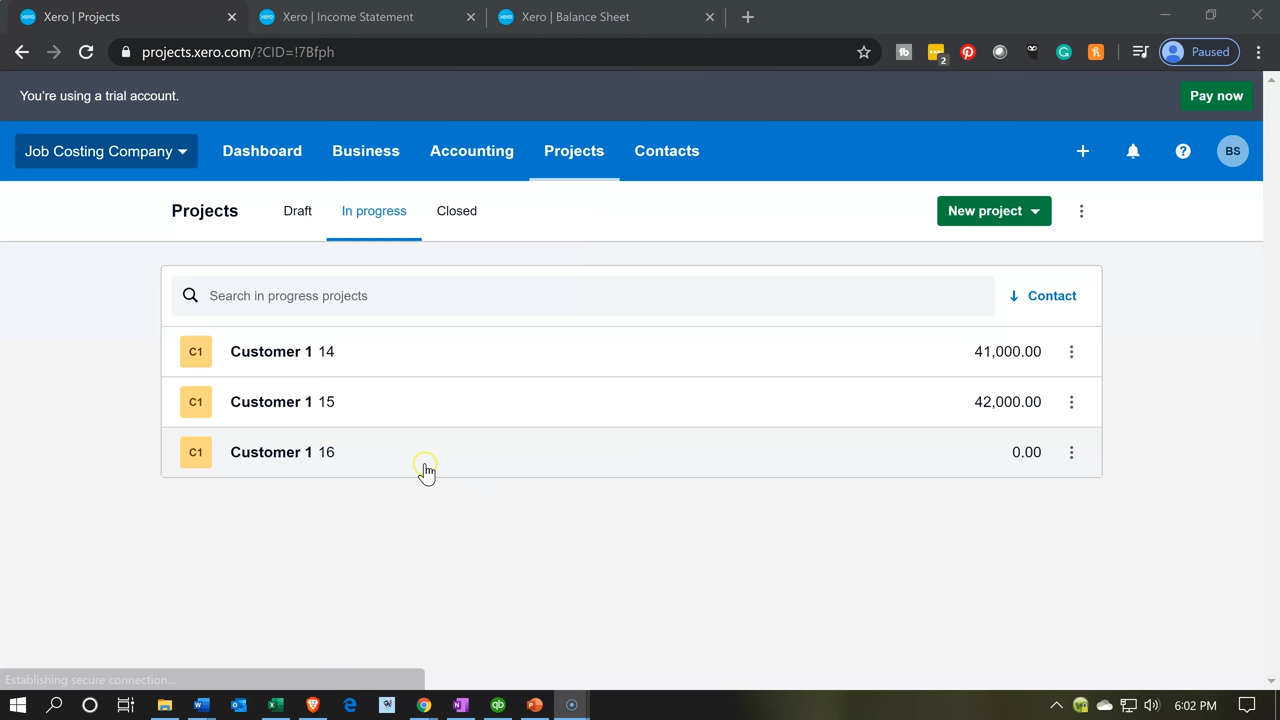 Xero | Projects
Xero | Income Statement
Xero | Balance Sheet
projects.xero.com/?CID=!7Bfph
2
Paused
You're using a trial account.
Pay now
Job Costing Company
Dashboard
Business
Accounting
Projects
Contacts
BS
Projects
Draft
In progress
Closed
New project
Search in progress projects
Contact
C1 Customer 1 14 41,000.00
C1 Customer 1 15 42,000.00
C1 Customer 1 16 0.00
Establishing secure connection...
6:02 PM